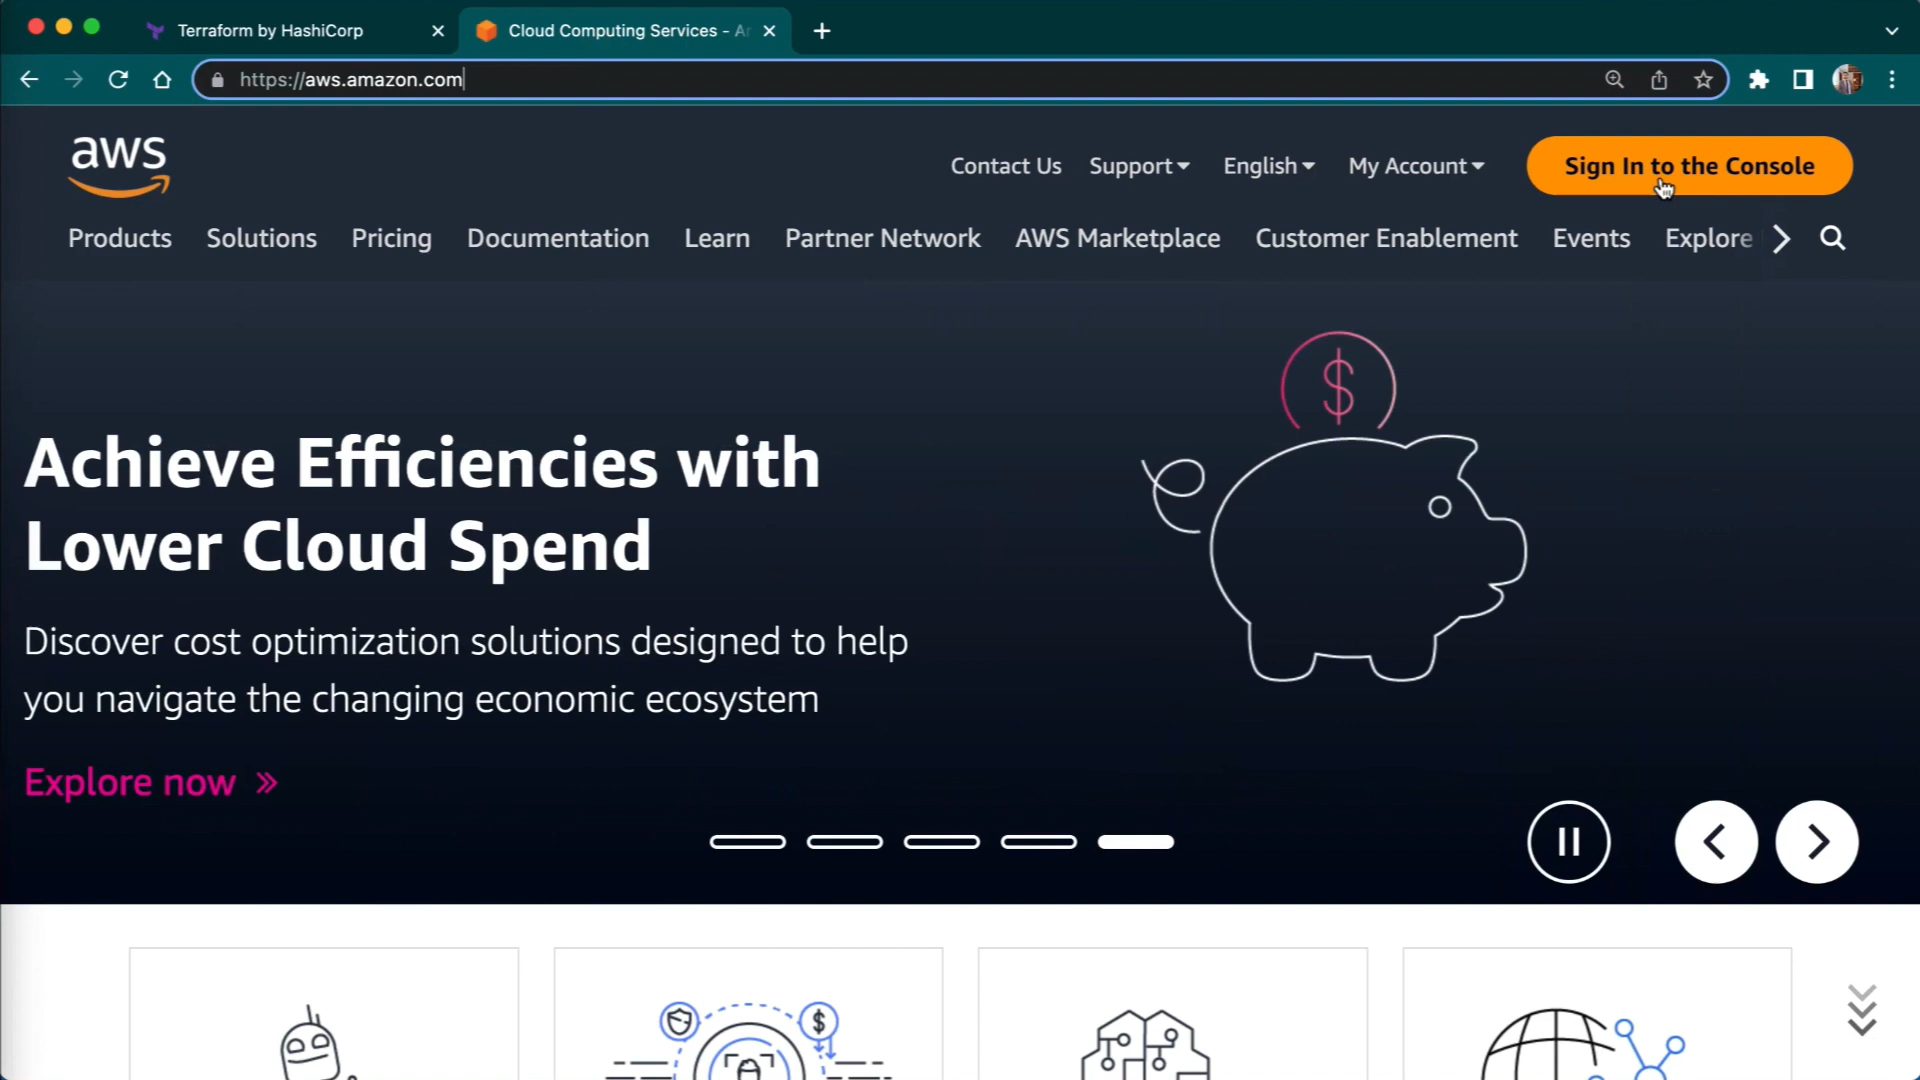 Terraform by HashiCorp
Cloud Computing Services - Ar
https://aws.amazon.com
aws
Contact Us Support English My Account Sign In to the Console
Products Solutions Pricing Documentation Learn Partner Network AWS Marketplace Customer Enablement Events Explore
$
Achieve Efficiencies with
Lower Cloud Spend
Discover cost optimization solutions designed to help
you navigate the changing economic ecosystem
Explore now »
$